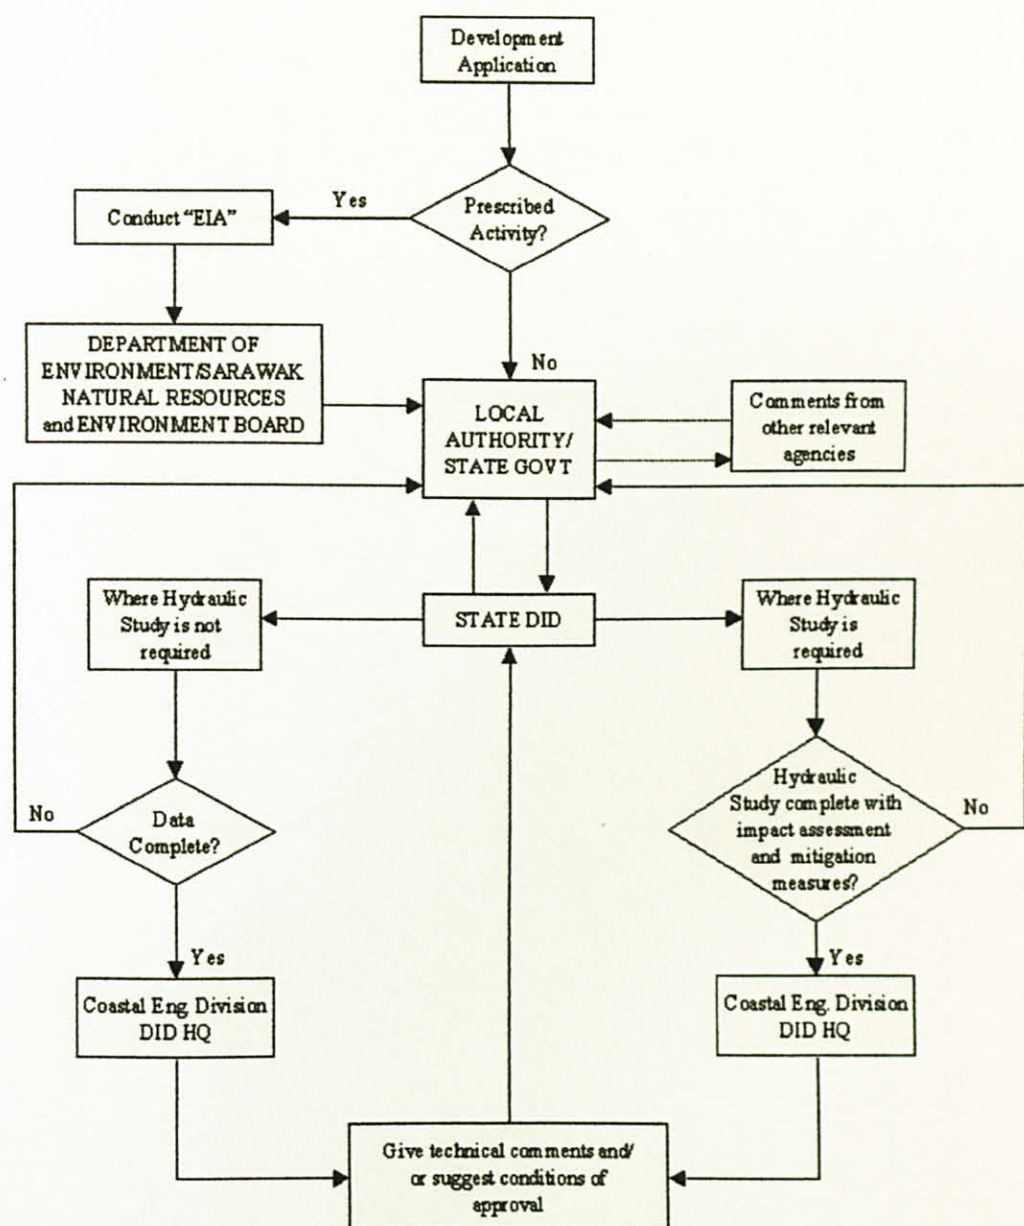 Development
Application
Yes
Prescribed
Activity?
Conduct “EIA”
DEPARTMENT OF
ENVIRONMENT/SARAWAK
NATURAL RESOURCES
and ENVIRONMENT BOARD
No
LOCAL
AUTHORITY/
STATE GOVT
Comments from
other relevant
agencies
Where Hydraulic
Study is not
required
STATE DID
Where Hydraulic
Study is
required
No
Data
Complete?
Hydraulic
Study complete with
impact assessment
and mitigation
measures?
No
Yes
Yes
Coastal Eng. Division
DID HQ
Coastal Eng. Division
DID HQ
Give technical comments and/
or suggest conditions of
approval